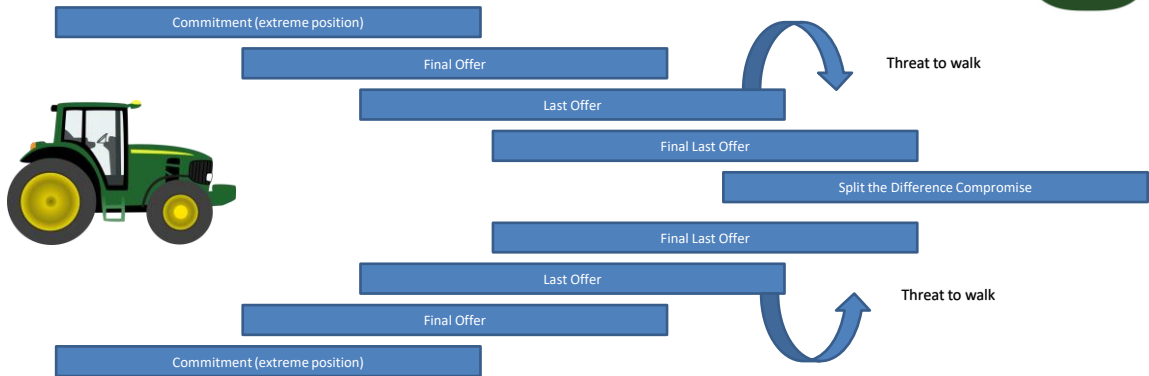 Commitment (extreme position)
Final Offer
Threat to walk
Last Offer
Final Last Offer
Split the Difference Compromise
Final Last Offer
Last Offer
Threat to walk
Final Offer
Commitment (extreme position)